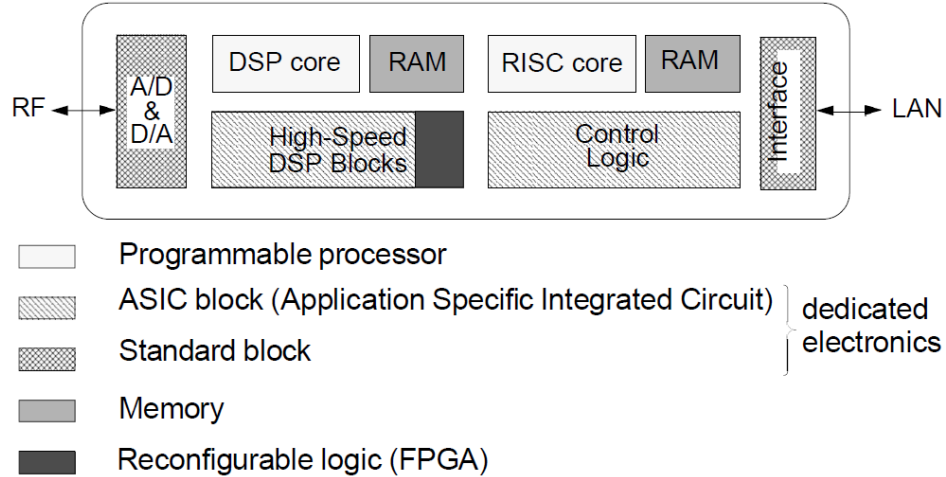 RF
A/D
&
D/A
DSP core
RAM
RISC core
RAM
High-Speed
DSP Blocks
Control
Logic
Interface
LAN
Programmable processor
ASIC block (Application Specific Integrated Circuit)
Standard block
dedicated
electronics
Memory
Reconfigurable logic (FPGA)